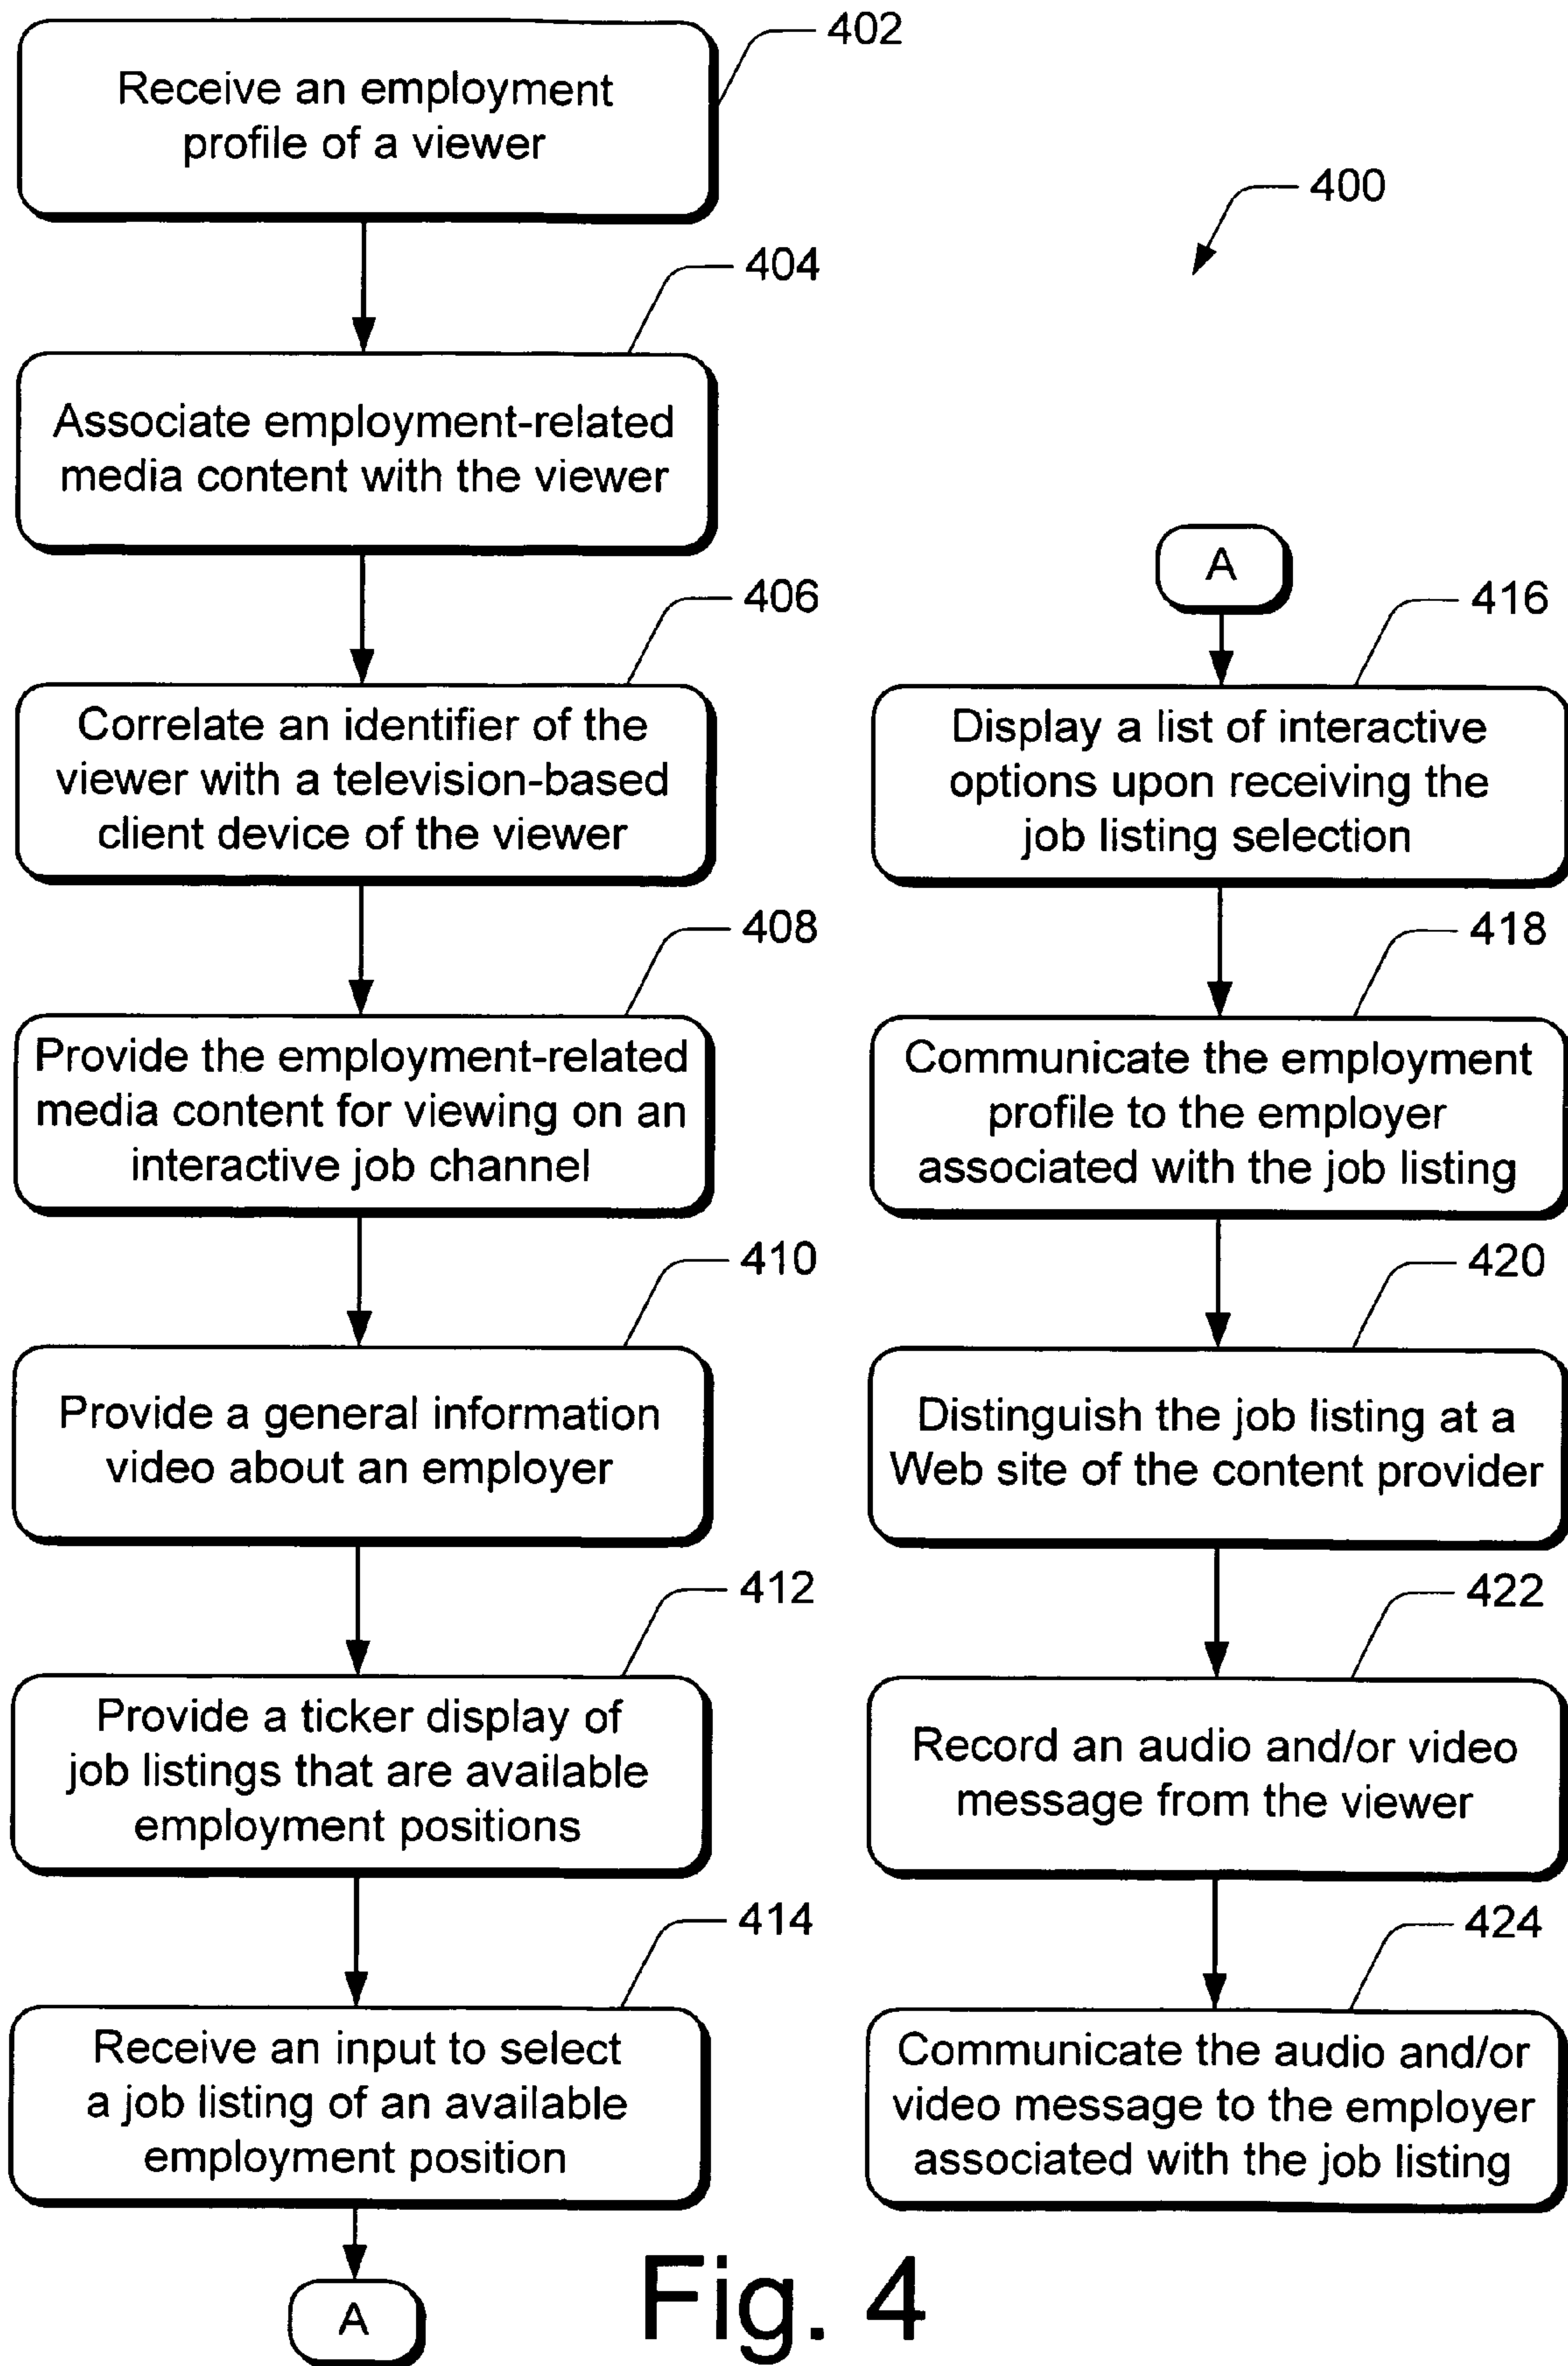 402
Receive an employment
profile of a viewer
400
404
Associate employment-related
media content with the viewer
406
Correlate an identifier of the
viewer with a television-based
client device of the viewer
408
Provide the employment-related
media content for viewing on an
interactive job channel
410
Provide a general information
video about an employer
412
Provide a ticker display of
job listings that are available
employment positions
414
Receive an input to select
a job listing of an available
employment position
A
A
416
Display a list of interactive
options upon receiving the
job listing selection
418
Communicate the employment
profile to the employer
associated with the job listing
420
Distinguish the job listing at a
Web site of the content provider
422
Record an audio and/or video
message from the viewer
424
Communicate the audio and/or
video message to the employer
associated with the job listing
Fig. 4